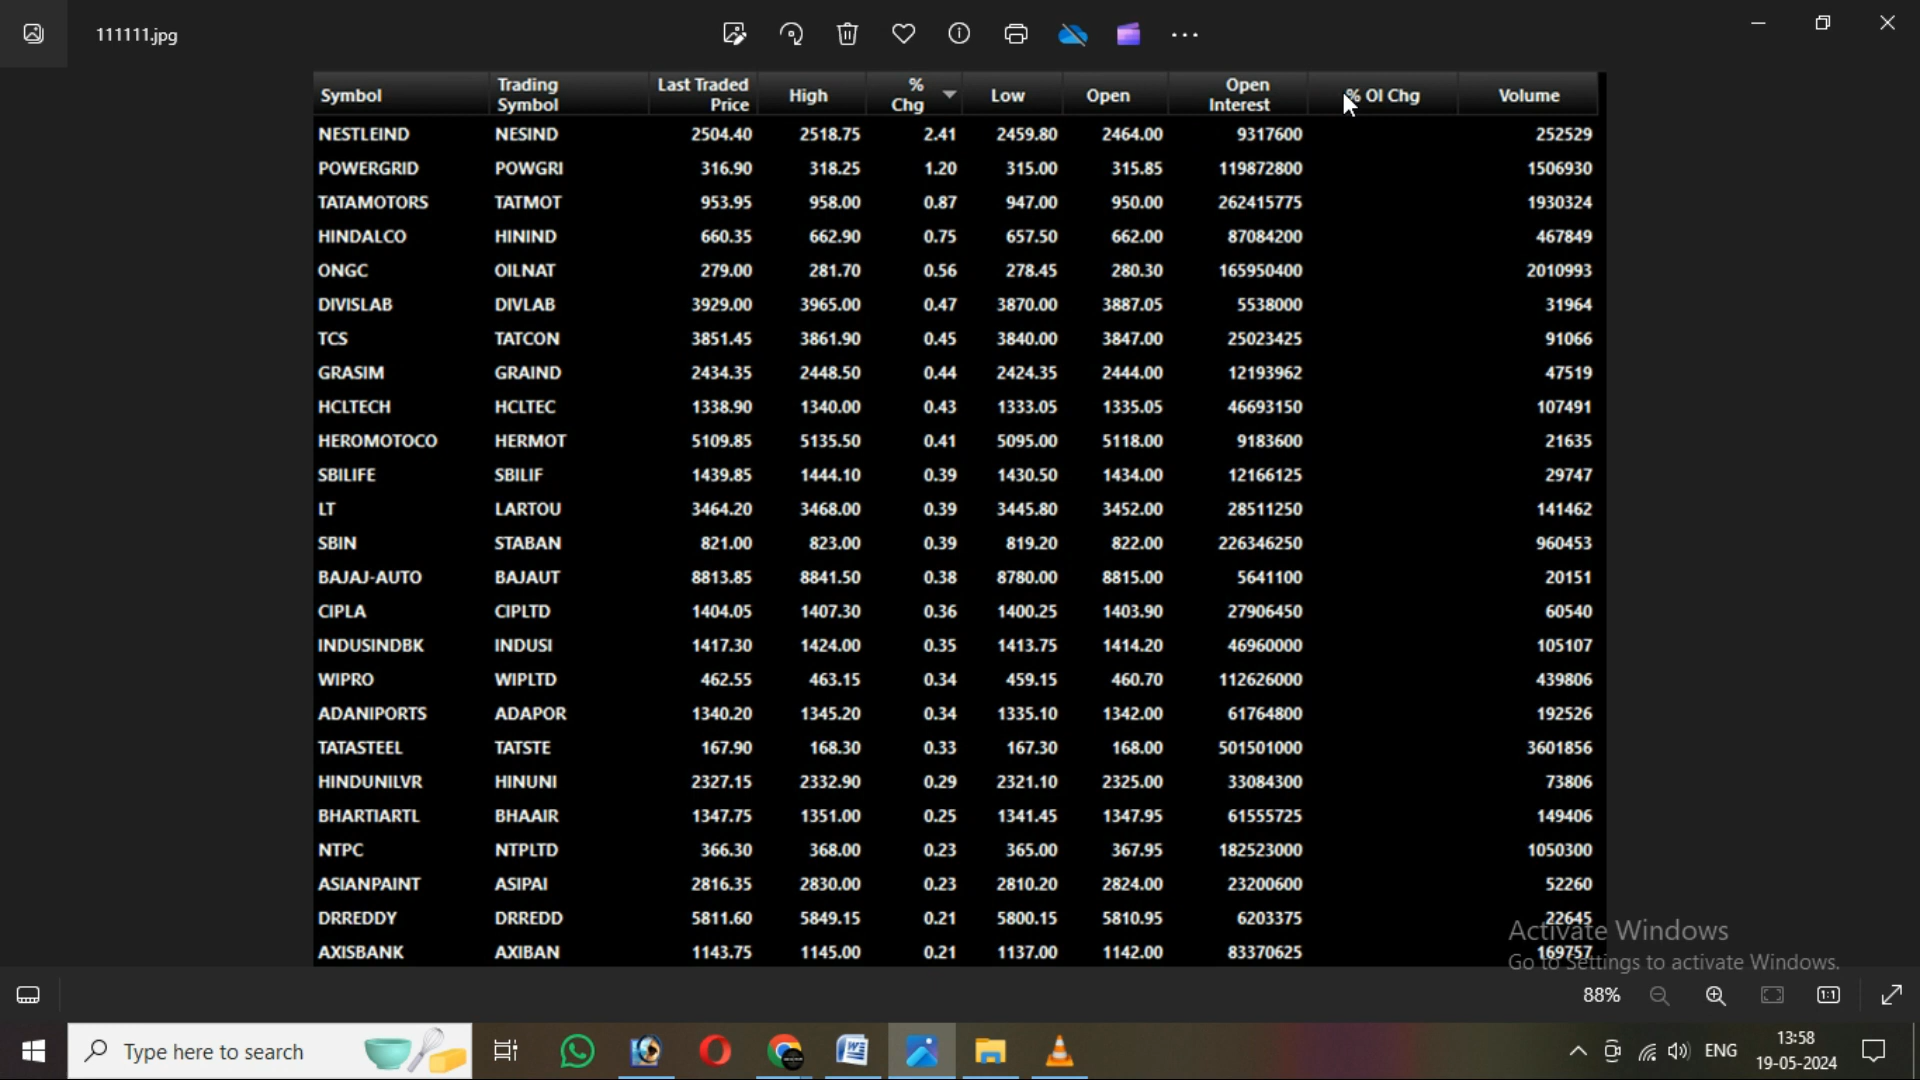 111111.jpg
Symbol Trading Symbol Last Traded Price High % Chg Low Open Open Interest % OI Chg Volume
NESTLEIND NESIND 2504.40 2518.75 2.41 2459.80 2464.00 9317600 252529
POWERGRID POWGRI 316.90 318.25 1.20 315.00 315.85 119872800 1506930
TATAMOTORS TATMOT 953.95 958.00 0.87 947.00 950.00 262415775 1930324
HINDALCO HININD 660.35 662.90 0.75 657.50 662.00 87084200 467849
ONGC OILNAT 279.00 281.70 0.56 278.45 280.30 165950400 2010993
DIVISLAB DIVLAB 3929.00 3965.00 0.47 3870.00 3887.05 5538000 31964
TCS TATCON 3851.45 3861.90 0.45 3840.00 3847.00 25023425 91066
GRASIM GRAIND 2434.35 2448.50 0.44 2424.35 2444.00 12193962 47519
HCLTECH HCLTEC 1338.90 1340.00 0.43 1333.05 1335.05 46693150 107491
HEROMOTOCO HERMOT 5109.85 5135.50 0.41 5095.00 5118.00 9183600 21635
SBILIFE SBILIF 1439.85 1444.10 0.39 1430.50 1434.00 12166125 29747
LT LARTOU 3464.20 3468.00 0.39 3445.80 3452.00 28511250 141462
SBIN STABAN 821.00 823.00 0.39 819.20 822.00 226346250 960453
BAJAJ-AUTO BAJAUT 8813.85 8841.50 0.38 8780.00 8815.00 5641100 20151
CIPLA CIPLTD 1404.05 1407.30 0.36 1400.25 1403.90 27906450 60540
INDUSINDBK INDUSI 1417.30 1424.00 0.35 1413.75 1414.20 46960000 105107
WIPRO WIPLTD 462.55 463.15 0.34 459.15 460.70 112626000 439806
ADANIPORTS ADAPOR 1340.20 1345.20 0.34 1335.10 1342.00 61764800 192526
TATASTEEL TATSTE 167.90 168.30 0.33 167.30 168.00 501501000 3601856
HINDUNILVR HINUNI 2327.15 2332.90 0.29 2321.10 2325.00 33084300 73806
BHARTIARTL BHAAIR 1347.75 1351.00 0.25 1341.45 1347.95 61555725 149406
NTPC NTPLTD 366.30 368.00 0.23 365.00 367.95 182523000 1050300
ASIANPAINT ASIPAI 2816.35 2830.00 0.23 2810.20 2824.00 23200600 52260
DRREDDY DRREDD 5811.60 5849.15 0.21 5800.15 5810.95 6203375 22645
AXISBANK AXIBAN 1143.75 1145.00 0.21 1137.00 1142.00 83370625 169757
Activate Windows
Go to Settings to activate Windows.
88% 1:1
Type here to search ENG 13:58
19-05-2024